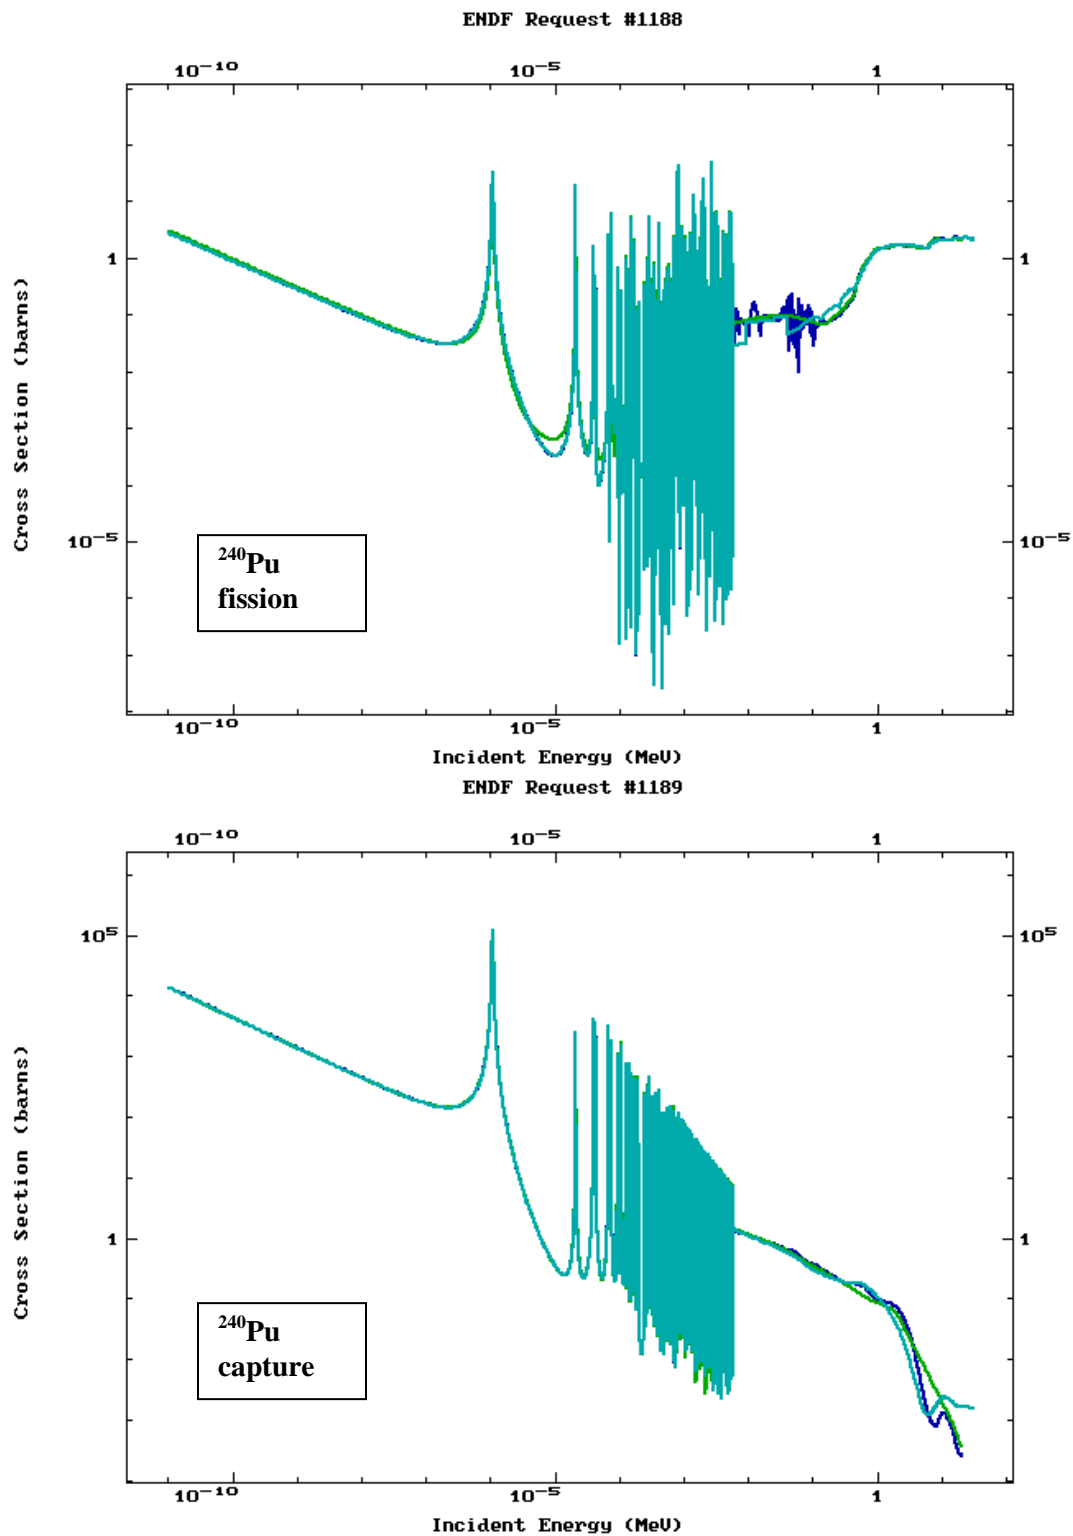 ENDF Request #1188
10⁻¹⁰ 10⁻⁵ 1
1 1
Cross Section (barns)
10⁻⁵ 10⁻⁵
²⁴⁰Pu
fission
10⁻¹⁰ 10⁻⁵ 1
Incident Energy (MeV)
ENDF Request #1189
10⁻¹⁰ 10⁻⁵ 1
10⁵ 10⁵
Cross Section (barns)
1 1
²⁴⁰Pu
capture
10⁻¹⁰ 10⁻⁵ 1
Incident Energy (MeV)